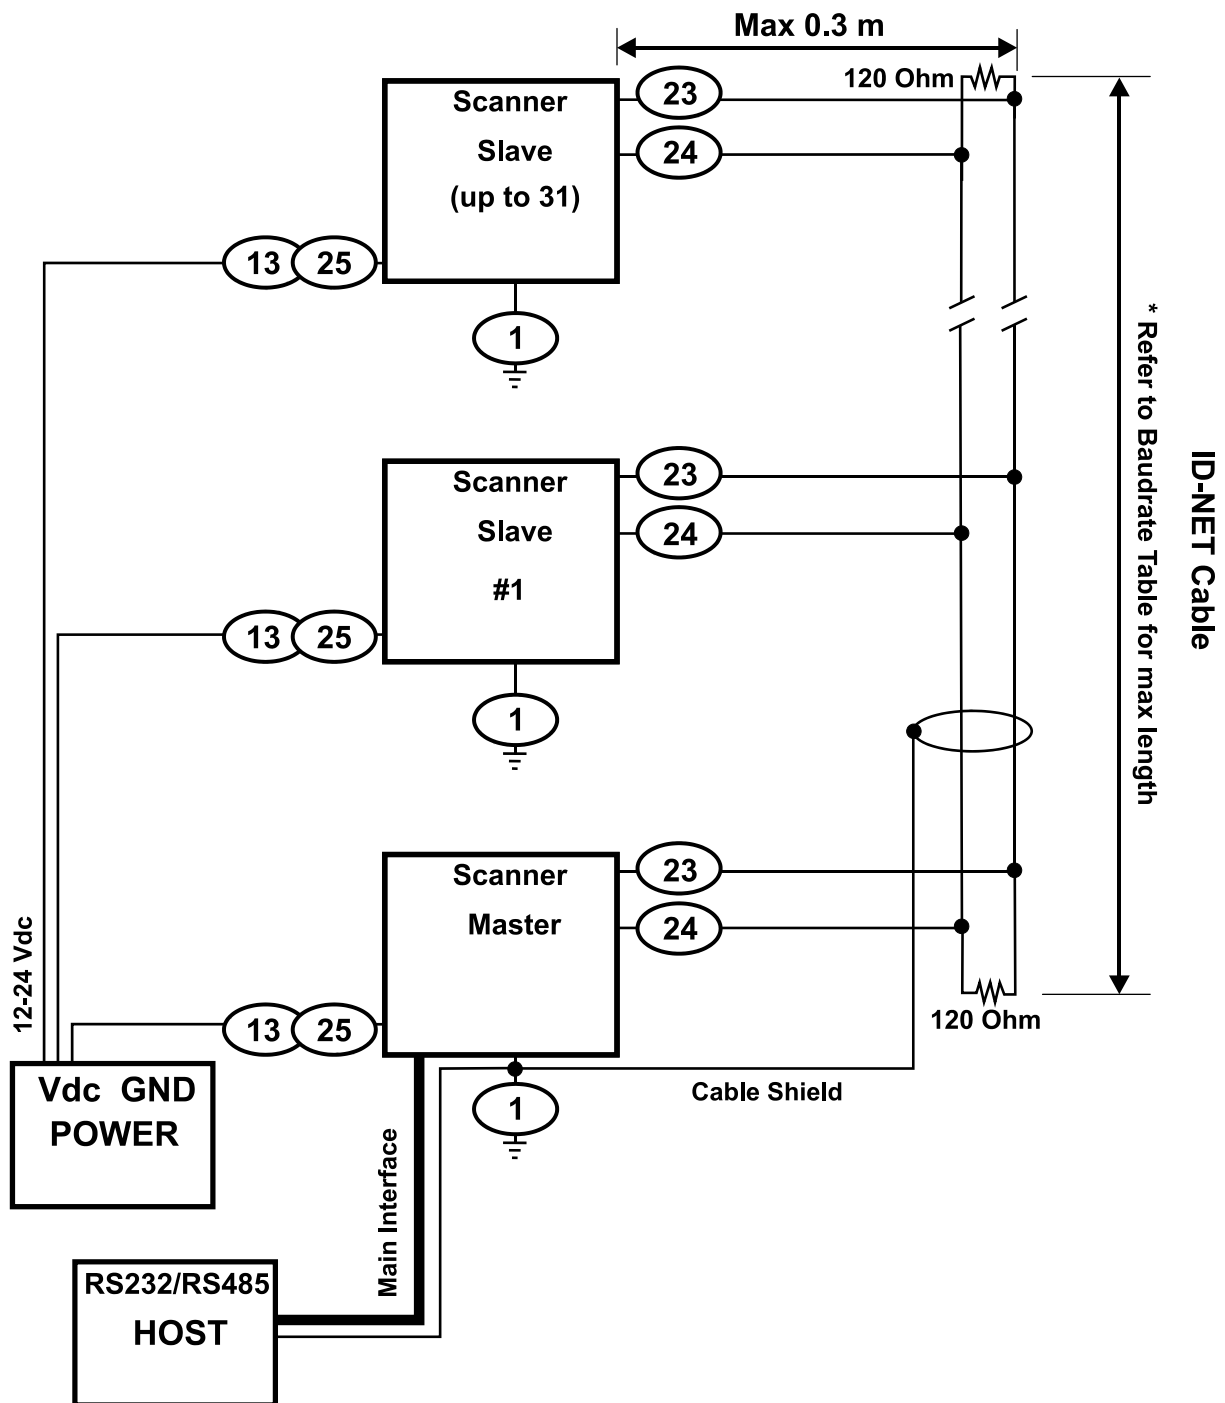 Max 0.3 m
120 Ohm
Scanner
Slave
(up to 31)
23
24
13
25
1
Scanner
Slave
#1
23
24
13
25
1
Scanner
Master
23
24
13
25
1
120 Ohm
* Refer to Baudrate Table for max length
ID-NET Cable
Cable Shield
12-24 Vdc
Vdc GND
POWER
Main Interface
RS232/RS485
HOST